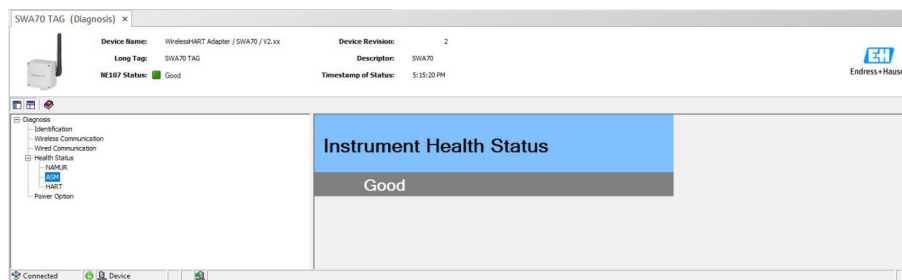 SWA70 TAG (Diagnosis) ×
Device Name: WirelessHART Adapter / SWA70 / V2.xx Device Revision: 2
Long Tag: SWA70 TAG Descriptor: SWA70
NE107 Status: Good Timestamp of Status: 5:15:20 PM
EH
Endress+Hause
Diagnosis
Identification
Wireless Communication
Wired Communication
Health Status
NAMUR
ASM
HART
Power Option
Instrument Health Status
Good
Connected Device